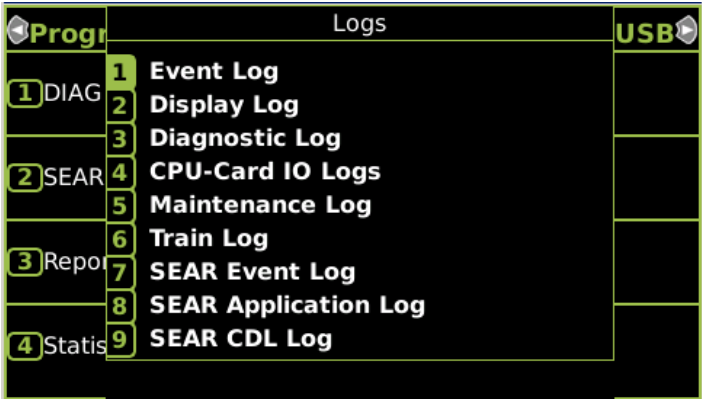 Logs
Progr
USB
1 Event Log
1 DIAG
2 Display Log
3 Diagnostic Log
2 SEAR
4 CPU-Card IO Logs
5 Maintenance Log
6 Train Log
3 Repor
7 SEAR Event Log
8 SEAR Application Log
4 Statis
9 SEAR CDL Log